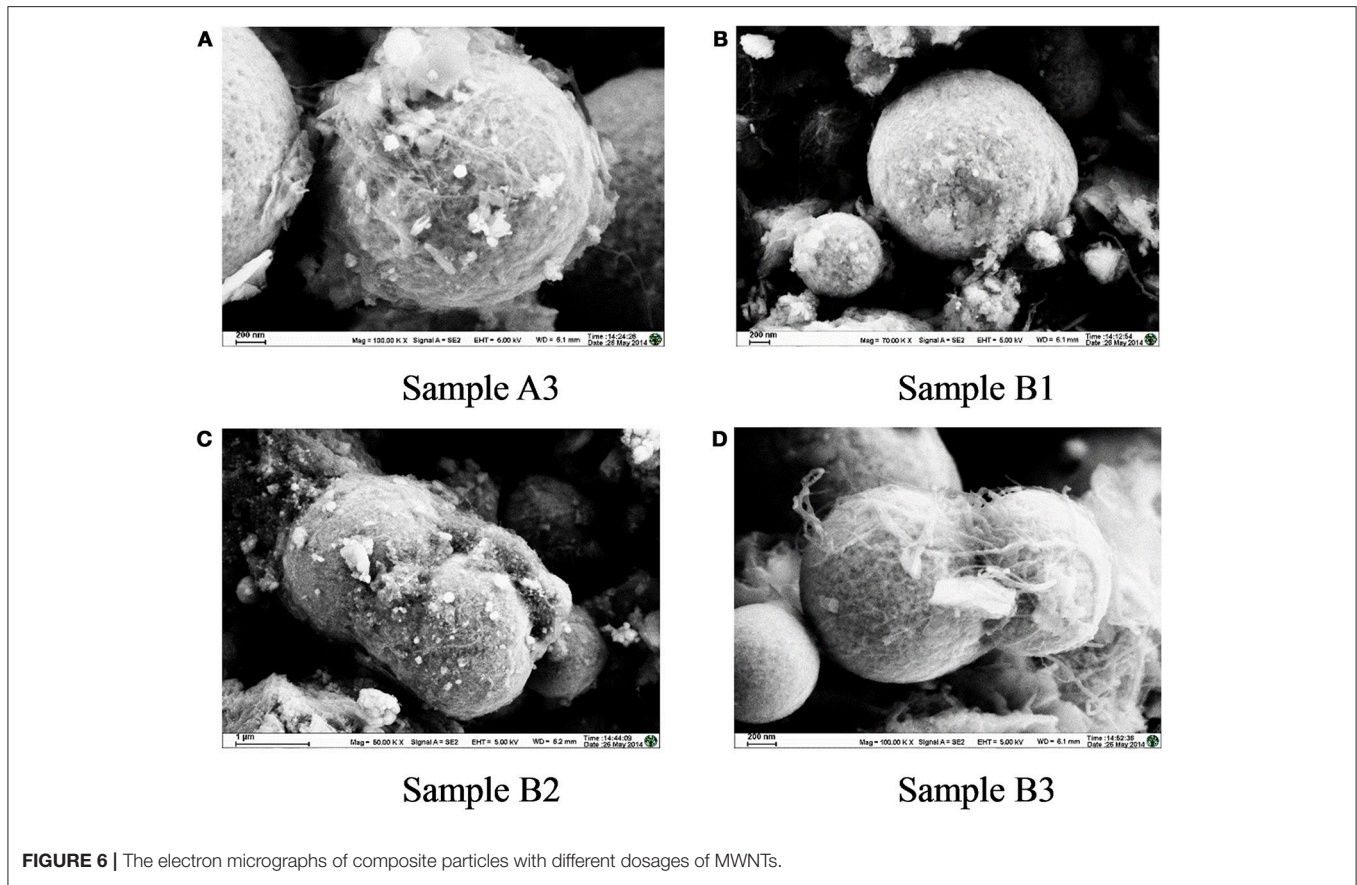 A
200 nm
Mag = 100.00 K X Signal A = SE2 EHT = 5.00 kV WD = 6.1 mm Time :14:24:26
Date :26 May 2014
Sample A3
B
200 nm
Mag = 70.00 K X Signal A = SE2 EHT = 5.00 kV WD = 6.1 mm Time :14:12:54
Date :26 May 2014
Sample B1
C
1 µm
Mag = 50.00 K X Signal A = SE2 EHT = 5.00 kV WD = 6.2 mm Time :14:44:09
Date :26 May 2014
Sample B2
D
200 nm
Mag = 100.00 K X Signal A = SE2 EHT = 5.00 kV WD = 6.1 mm Time :14:52:36
Date :26 May 2014
Sample B3
FIGURE 6 | The electron micrographs of composite particles with different dosages of MWNTs.